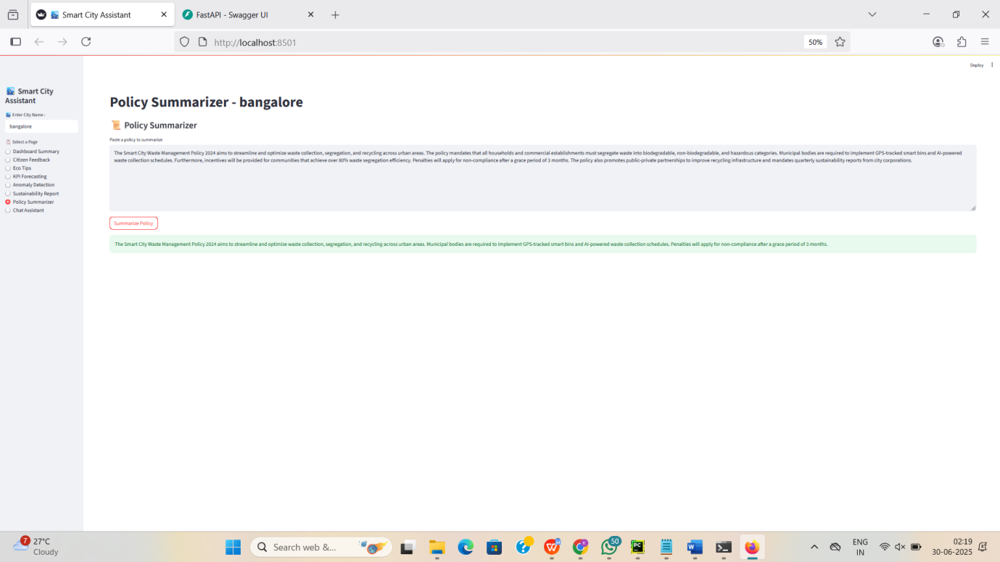 Smart City Assistant
FastAPI - Swagger UI
http://localhost:8501
50%
Deploy
Smart City
Assistant
Enter City Name :
bangalore
Select a Page
Dashboard Summary
Citizen Feedback
Eco Tips
KPI Forecasting
Anomaly Detection
Sustainability Report
Policy Summarizer
Chat Assistant
Policy Summarizer - bangalore
Policy Summarizer
Paste a policy to summarize
The Smart City Waste Management Policy 2024 aims to streamline and optimize waste collection, segregation, and recycling across urban areas. The policy mandates that all households and commercial establishments must segregate waste into biodegradable, non-biodegradable, and hazardous categories. Municipal bodies are required to implement GPS-tracked smart bins and AI-powered
waste collection schedules. Furthermore, incentives will be provided for communities that achieve over 80% waste segregation efficiency. Penalties will apply for non-compliance after a grace period of 3 months. The policy also promotes public-private partnerships to improve recycling infrastructure and mandates quarterly sustainability reports from city corporations.
Summarize Policy
The Smart City Waste Management Policy 2024 aims to streamline and optimize waste collection, segregation, and recycling across urban areas. Municipal bodies are required to implement GPS-tracked smart bins and AI-powered waste collection schedules. Penalties will apply for non-compliance after a grace period of 3 months.
7
27°C
Cloudy
Search web &...
50
ENG
IN
02:19
30-06-2025